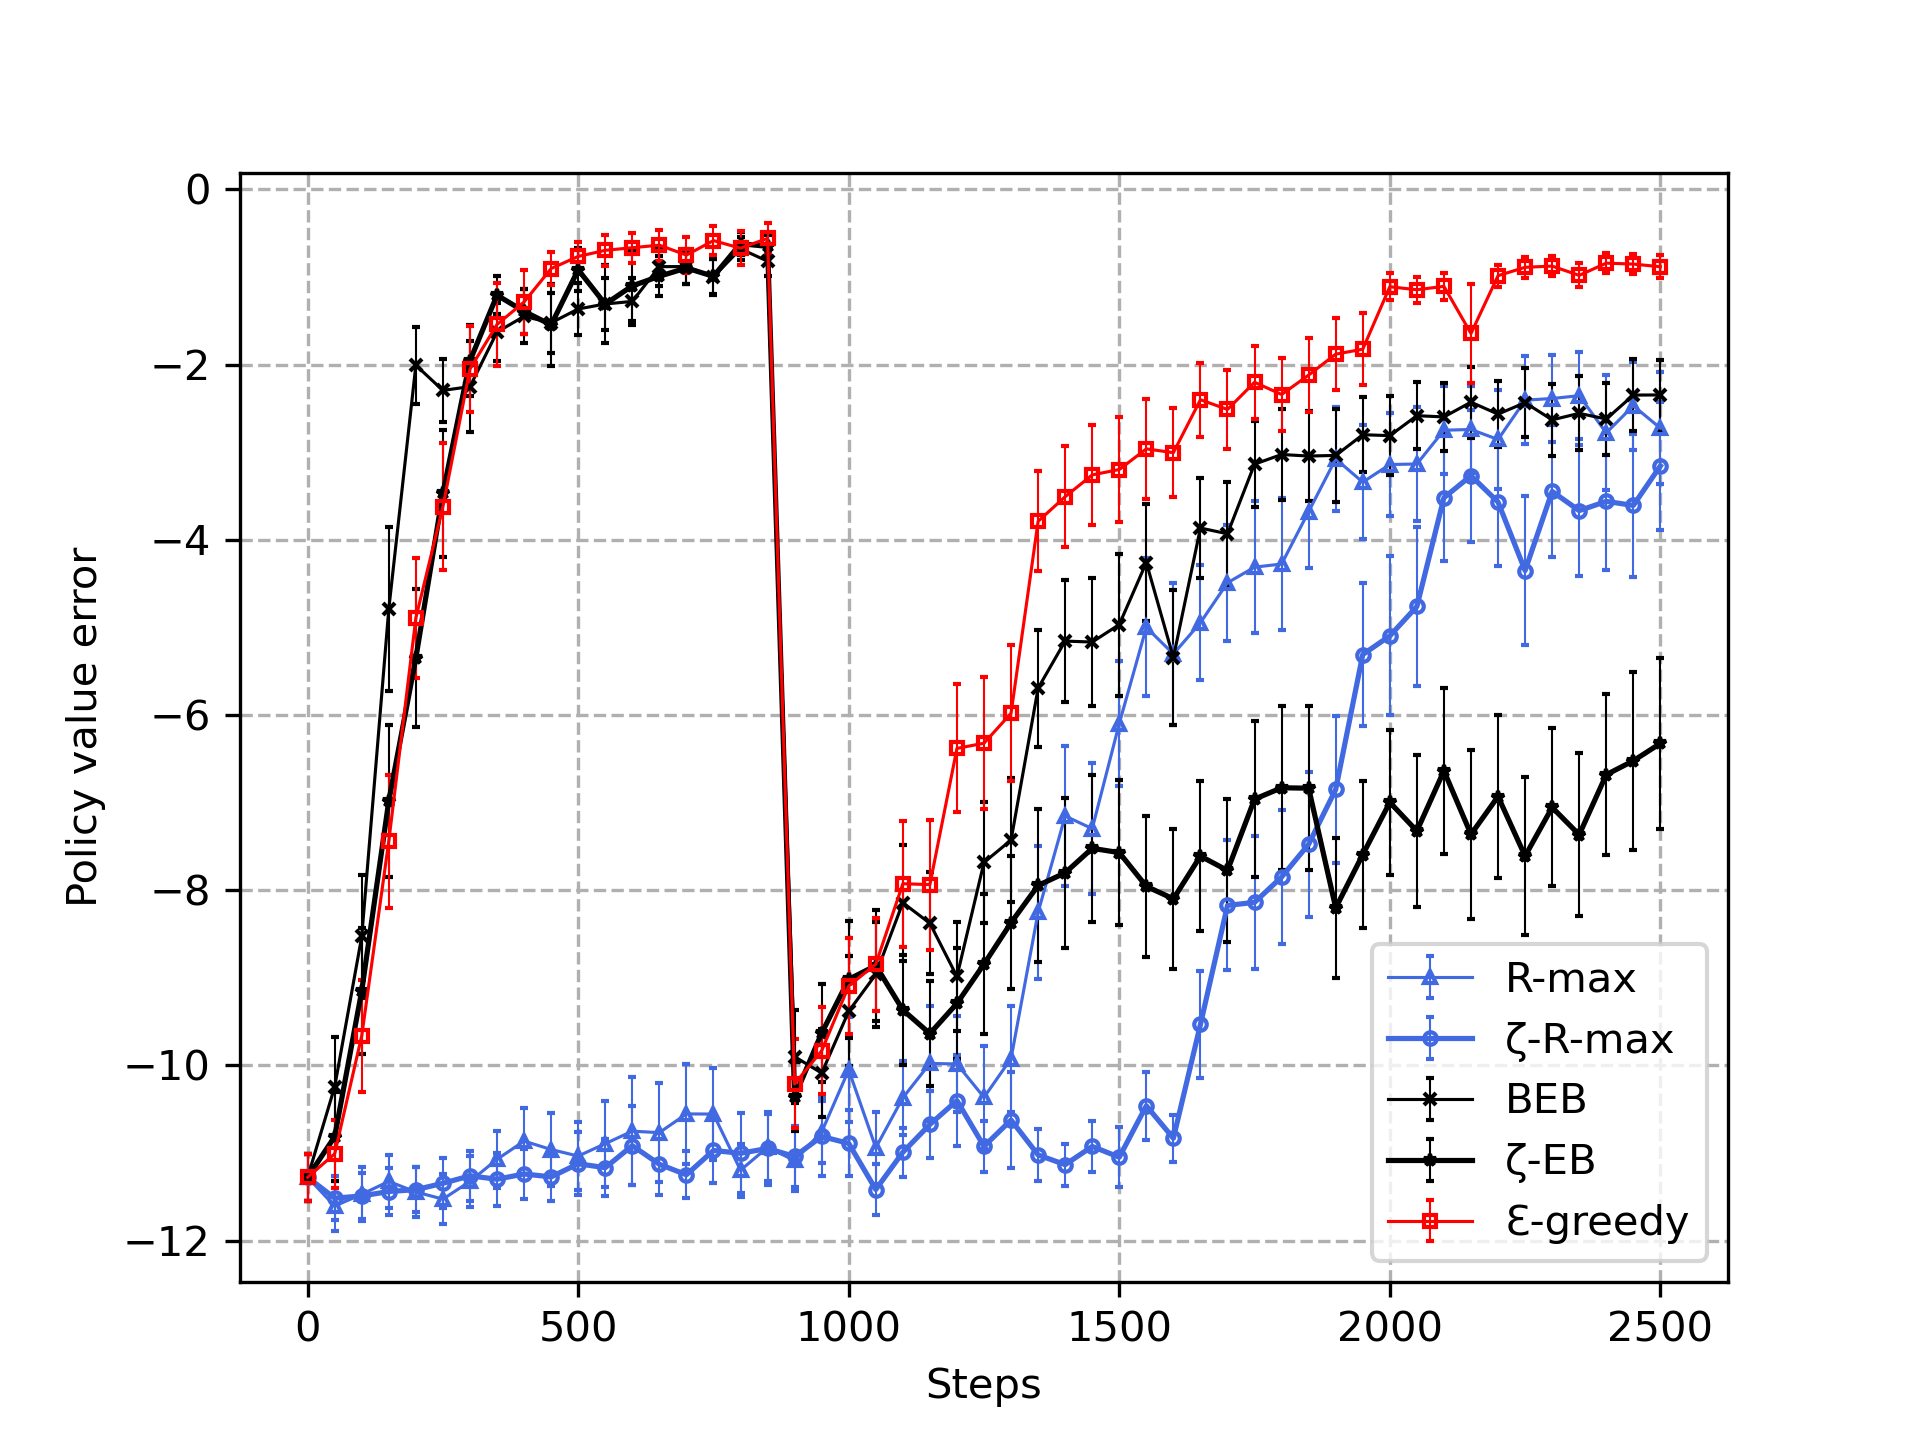 0
−2
−4
−6
−8
−10
−12
Policy value error
0
500
1000
1500
2000
2500
Steps
R-max
ζ-R-max
BEB
ζ-EB
Ɛ-greedy